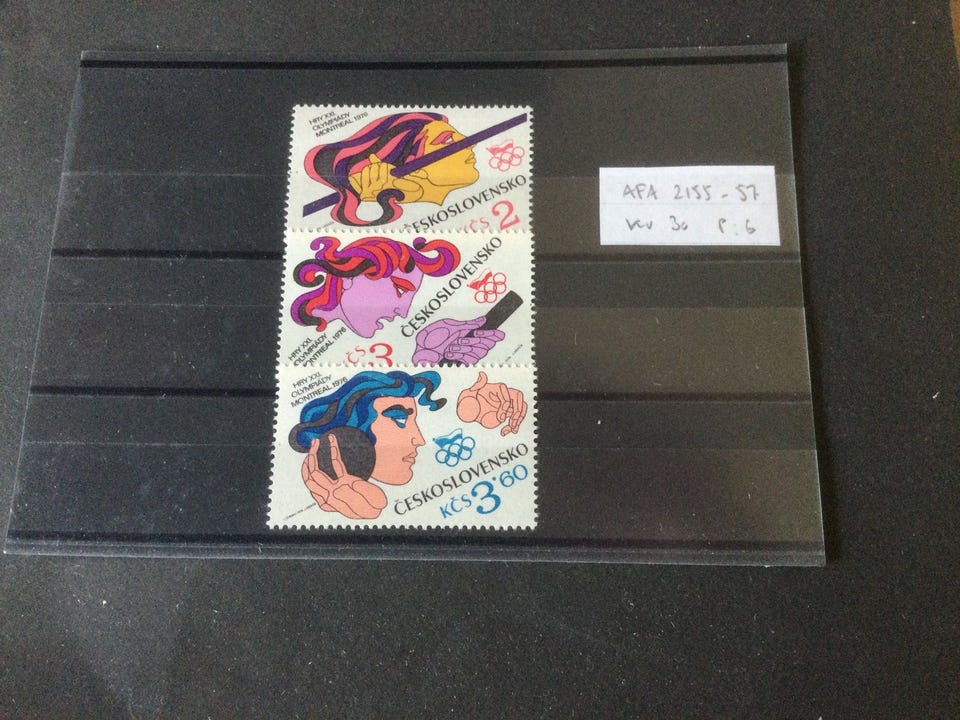 HRY XXI.
OLYMPIÁDY
MONTREAL 1976
ČESKOSLOVENSKO
KČS 2
HRY XXI.
OLYMPIÁDY
MONTREAL 1976
ČESKOSLOVENSKO
KČS 3
HRY XXI.
OLYMPIÁDY
MONTREAL 1976
ČESKOSLOVENSKO
KČS 3·60
AFA 2155-57
30 P: 6